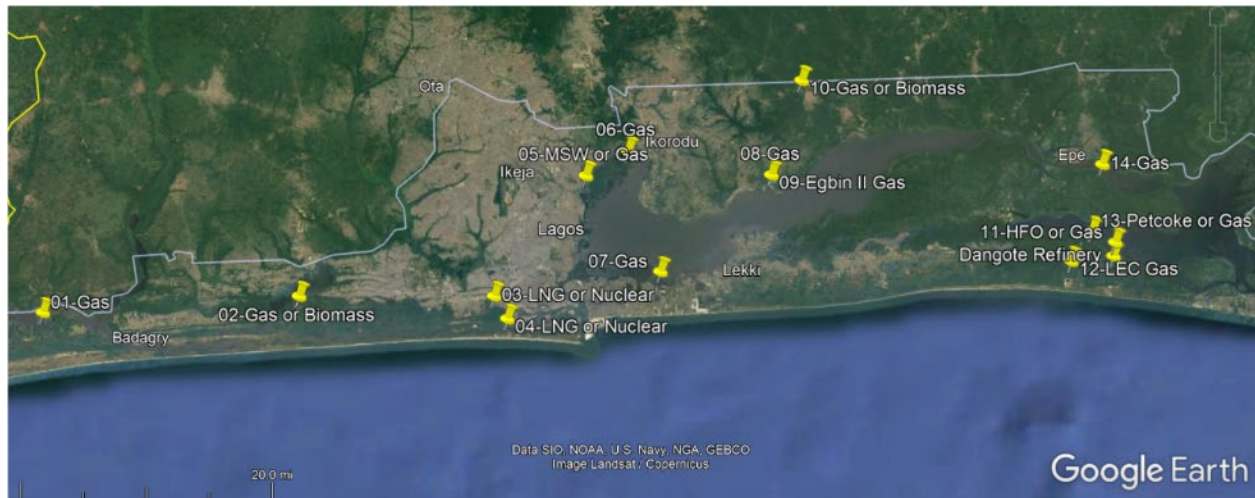 10-Gas or Biomass
Ota
06-Gas
Ikorodu
05-MSW or Gas
08-Gas
Epe
14-Gas
Ikeja
09-Egbin II Gas
13-Petcoke or Gas
Lagos
11-HFO or Gas
Dangote Refinery
07-Gas
Lekki
12-LEC Gas
01-Gas
03-LNG or Nuclear
02-Gas or Biomass
04-LNG or Nuclear
Badagry
Data SIO, NOAA, U.S. Navy, NGA, GEBCO
Image Landsat / Copernicus
20.0 mi
Google Earth